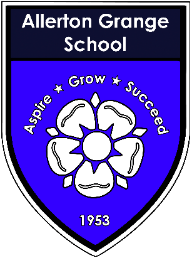 Allerton Grange
School
Aspire ★ Grow ★ Succeed
1953